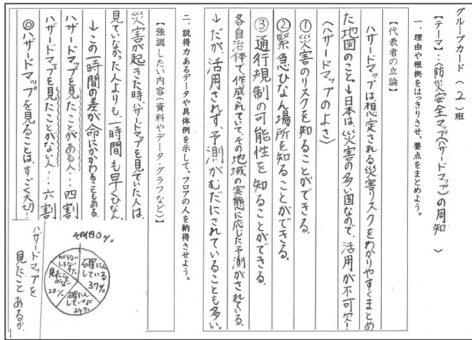 グループカード（2）班
【テーマ】…防災安全マップ（ハザードマップ）の周知〉
一、理由や根拠をはっきりさせ、要点をまとめよう。
【代表者の立論】
ハザードマップは想定される災害リスクをわかりやすくまとめ
た地図のこと→日本は災害の多い国なので、活用が不可欠！
〈ハザードマップのよさ〉
①災害のリスクを知ることができる。
②緊急ひなん場所を知ることができる。
③通行規制の可能性を知ることができる。
各自治体で作成されていて、その地域の実態に応じた予測がされている。
→だが、活用されず、予測がむだにされていることも多い。
二、説得力あるデータや具体例を示して、フロアの人を納得させよう。
【強調したい内容（資料やデータ・グラフなど）】
災害が起きた時、ハザードマップを見ていた人は、
見ていなかった人よりも、一時間も早くひなん
→この一時間の差が命にかかわることもある。
ハザードマップを見たことがある人…四割
ハザードマップを見たことがない人…六割
◎ハザードマップを見ることは、すごく大切…
その他0%
37%
24%
20%
ハザードマップを
見たことあるか